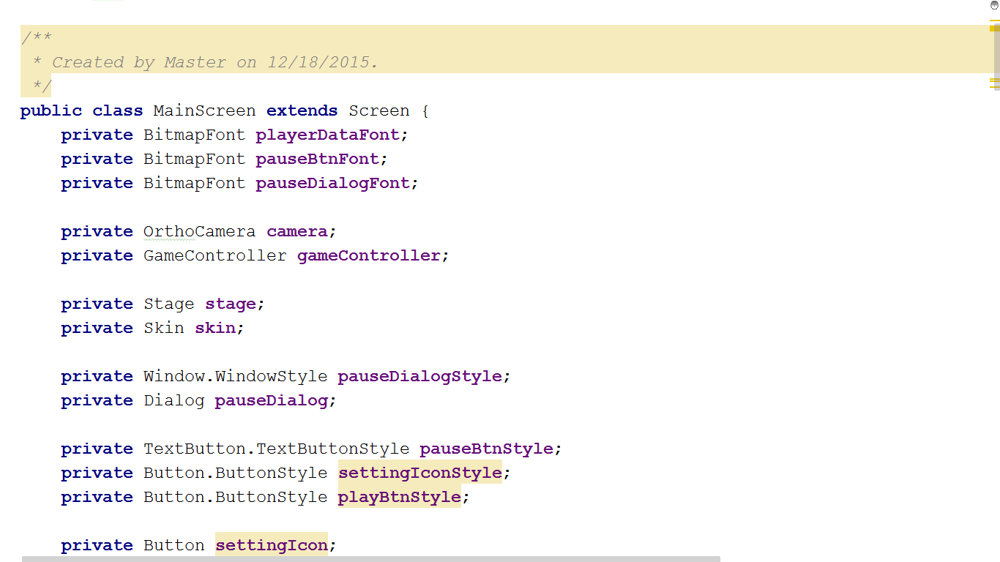 /**
 * Created by Master on 12/18/2015.
 */
public class MainScreen extends Screen {
    private BitmapFont playerDataFont;
    private BitmapFont pauseBtnFont;
    private BitmapFont pauseDialogFont;

    private OrthoCamera camera;
    private GameController gameController;

    private Stage stage;
    private Skin skin;

    private Window.WindowStyle pauseDialogStyle;
    private Dialog pauseDialog;

    private TextButton.TextButtonStyle pauseBtnStyle;
    private Button.ButtonStyle settingIconStyle;
    private Button.ButtonStyle playBtnStyle;

    private Button settingIcon;